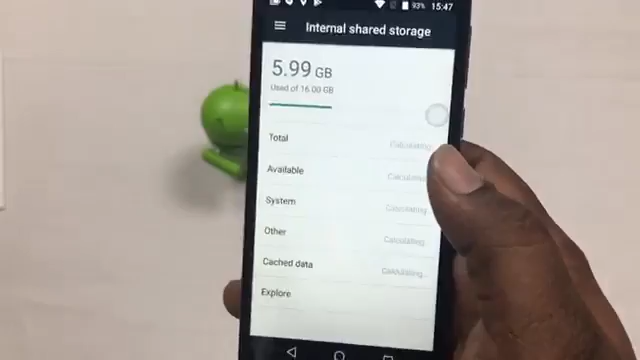 93% 15:47
Internal shared storage
5.99 GB
Used of 16.00 GB
Total Calculating...
Available Calculating...
System Calculating...
Other Calculating...
Cached data Calculating...
Explore